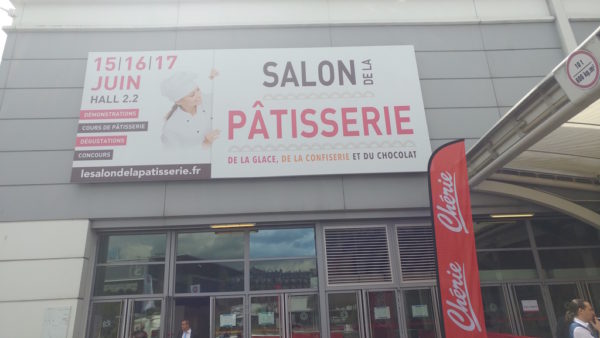 15|16|17
JUIN
HALL 2.2
DÉMONSTRATIONS
COURS DE PÂTISSERIE
DÉGUSTATIONS
CONCOURS
lesalondelapatisserie.fr
SALON
DE LA
PÂTISSERIE
DE LA GLACE, DE LA CONFISERIE ET DU CHOCOLAT
Chérie
Chérie